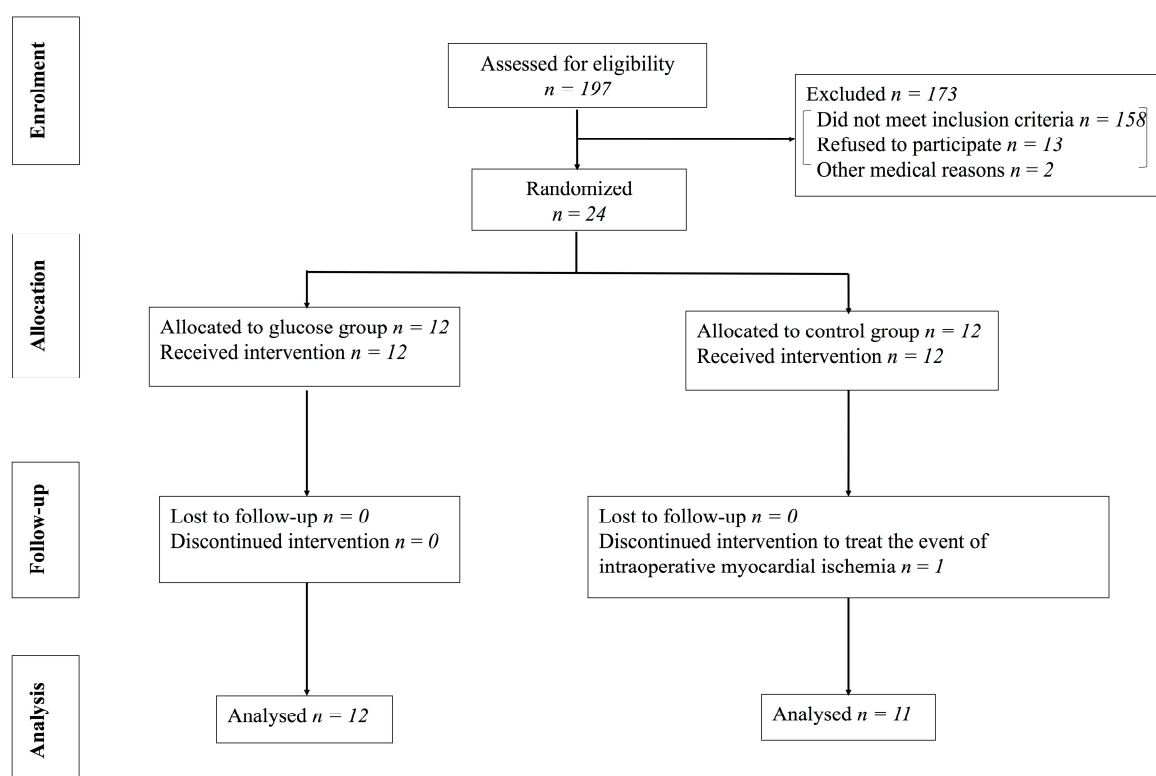 Enrolment
Assessed for eligibility
n = 197
Excluded n = 173
Did not meet inclusion criteria n = 158
Refused to participate n = 13
Other medical reasons n = 2
Randomized
n = 24
Allocation
Allocated to glucose group n = 12
Received intervention n = 12
Allocated to control group n = 12
Received intervention n = 12
Follow-up
Lost to follow-up n = 0
Discontinued intervention n = 0
Lost to follow-up n = 0
Discontinued intervention to treat the event of
intraoperative myocardial ischemia n = 1
Analysis
Analysed n = 12
Analysed n = 11